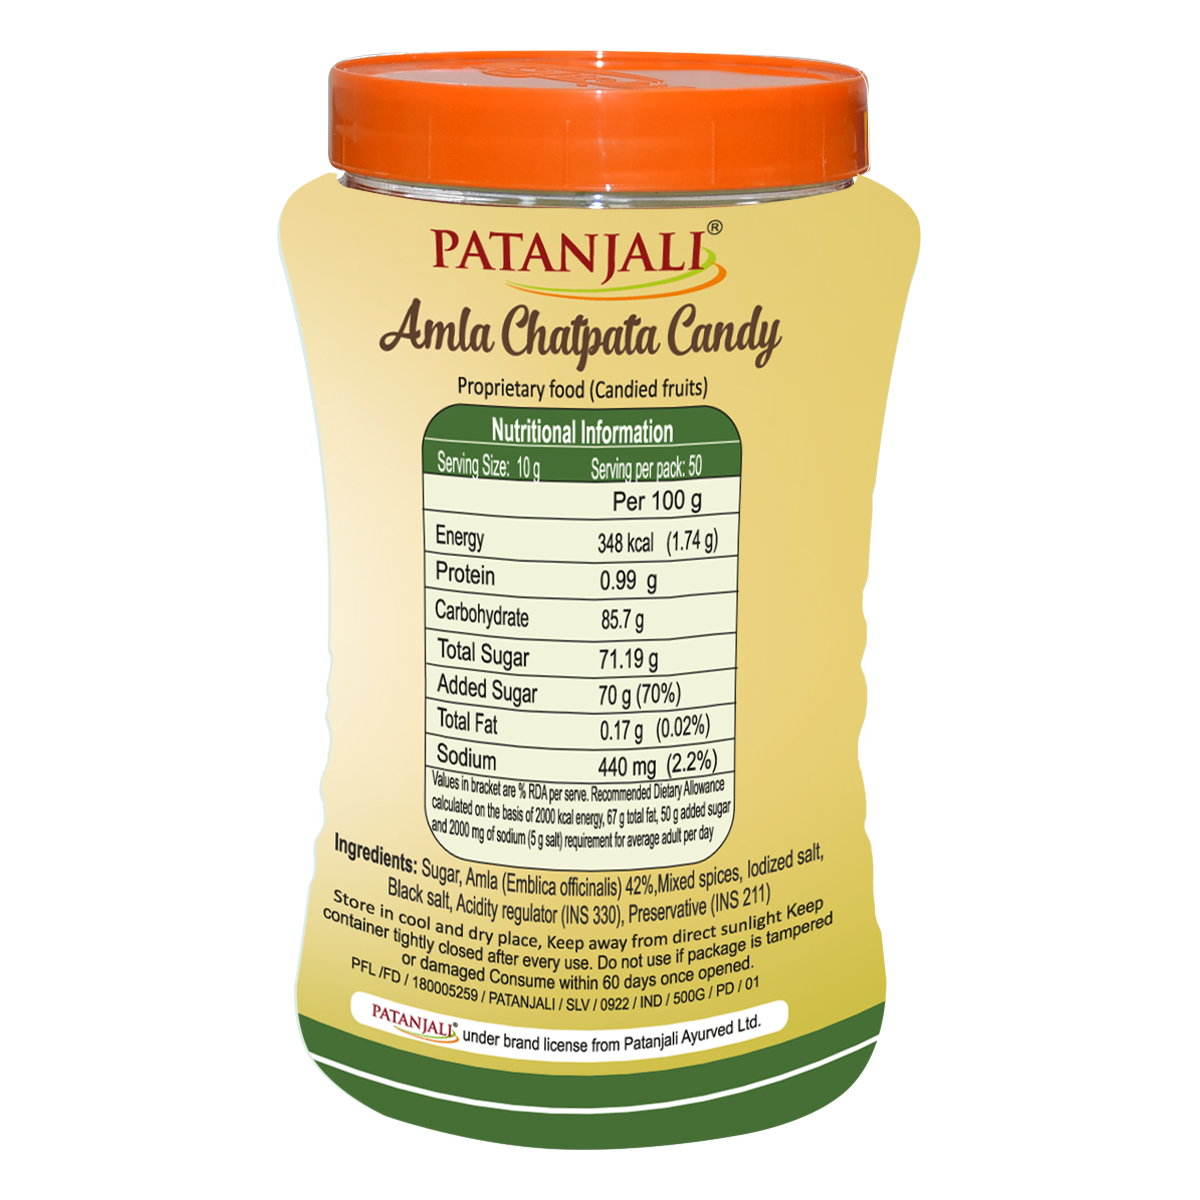 PATANJALI®
Amla Chatpata Candy
Proprietary food (Candied fruits)
Nutritional Information
Serving Size: 10 g Serving per pack: 50
Per 100 g
Energy 348 kcal (1.74 g)
Protein 0.99 g
Carbohydrate 85.7 g
Total Sugar 71.19 g
Added Sugar 70 g (70%)
Total Fat 0.17 g (0.02%)
Sodium 440 mg (2.2%)
Values in bracket are % RDA per serve. Recommended Dietary Allowance
calculated on the basis of 2000 kcal energy, 67 g total fat, 50 g added sugar
and 2000 mg of sodium (5 g salt) requirement for average adult per day
Ingredients: Sugar, Amla (Emblica officinalis) 42%,Mixed spices, Iodized salt,
Black salt, Acidity regulator (INS 330), Preservative (INS 211)
Store in cool and dry place, Keep away from direct sunlight Keep
container tightly closed after every use. Do not use if package is tampered
or damaged Consume within 60 days once opened.
PFL /FD / 180005259 / PATANJALI / SLV / 0922 / IND / 500G / PD / 01
PATANJALI® under brand license from Patanjali Ayurved Ltd.